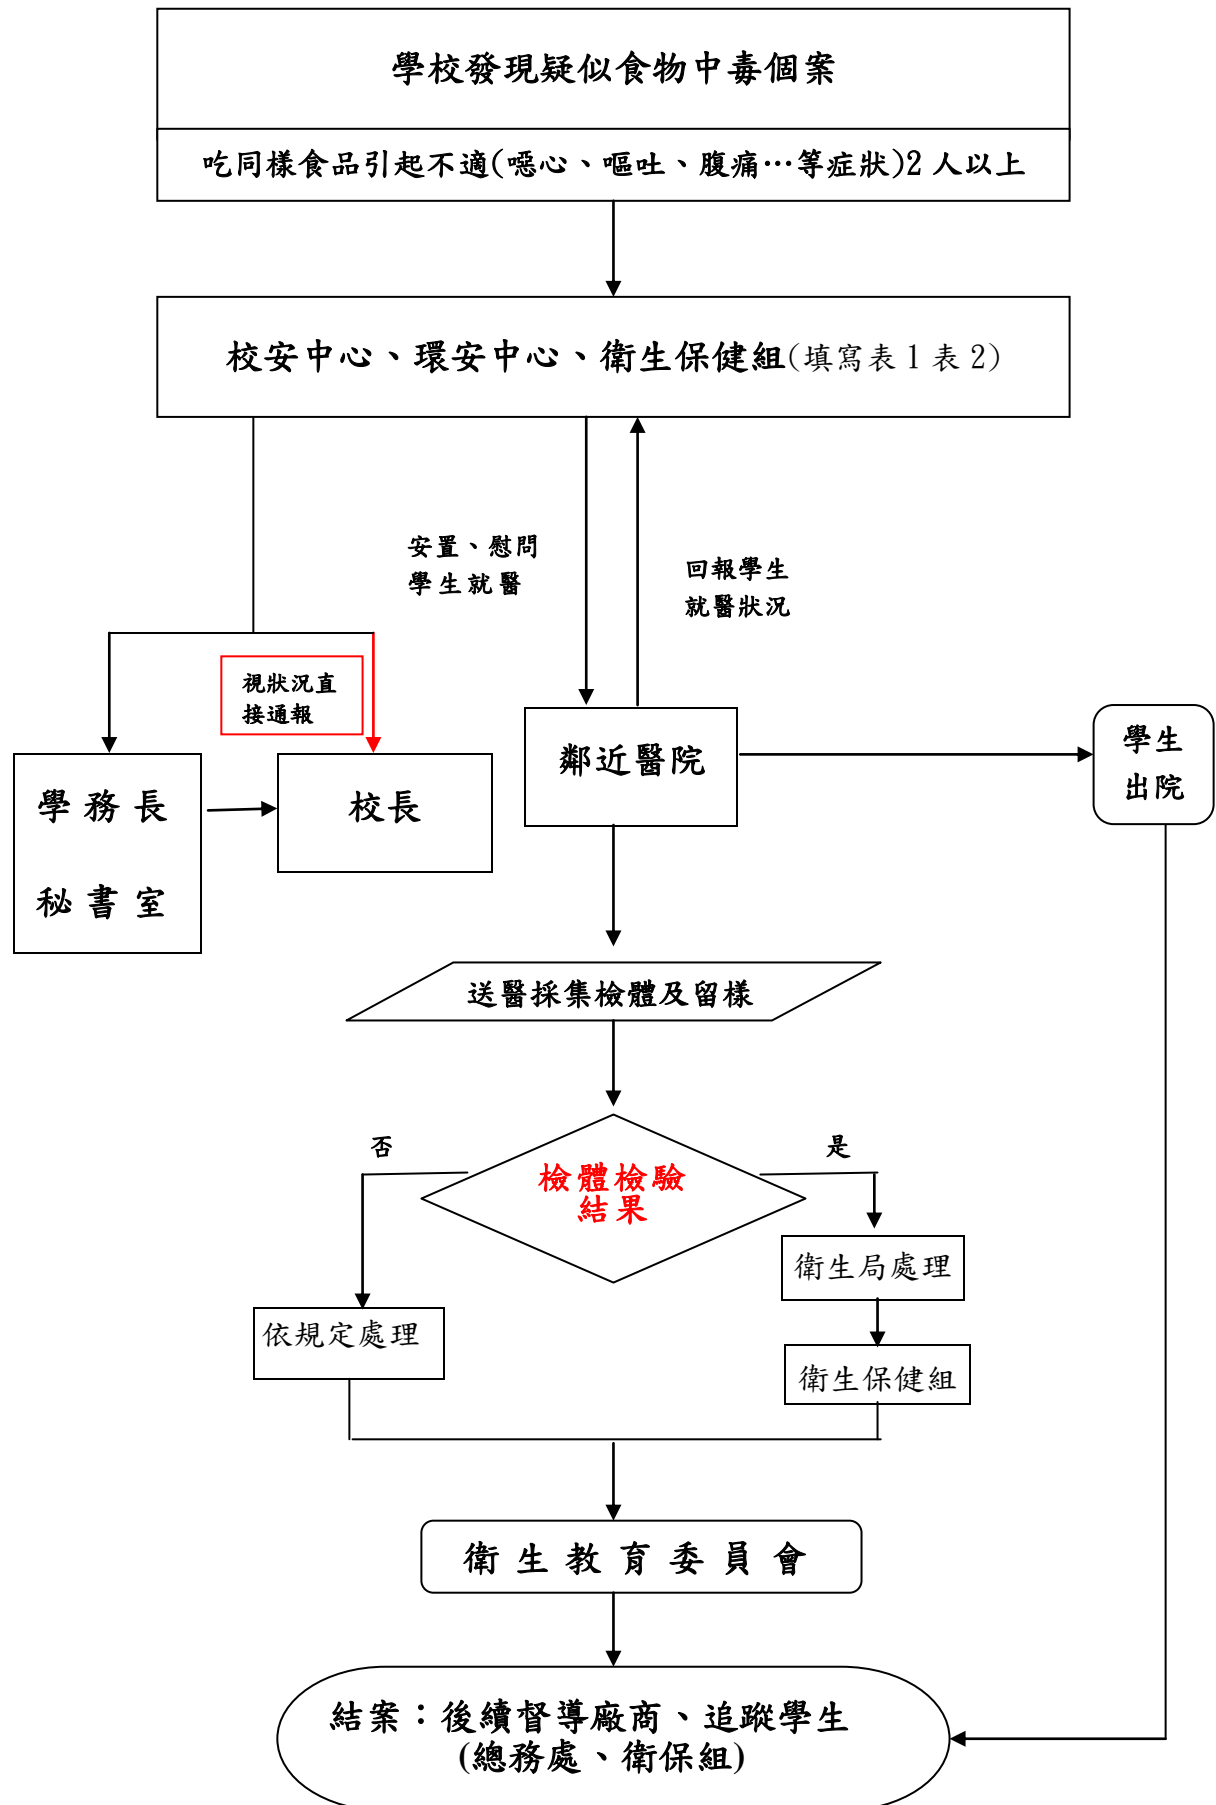 學校發現疑似食物中毒個案
吃同樣食品引起不適(噁心、嘔吐、腹痛…等症狀)2 人以上
校安中心、環安中心、衛生保健組(填寫表 1 表 2)
安置、慰問
學生就醫
回報學生
就醫狀況
視狀況直
接通報
學務長
秘書室
校長
鄰近醫院
學生
出院
送醫採集檢體及留樣
否
是
檢體檢驗
結果
衛生局處理
依規定處理
衛生保健組
衛生教育委員會
結案：後續督導廠商、追蹤學生
(總務處、衛保組)